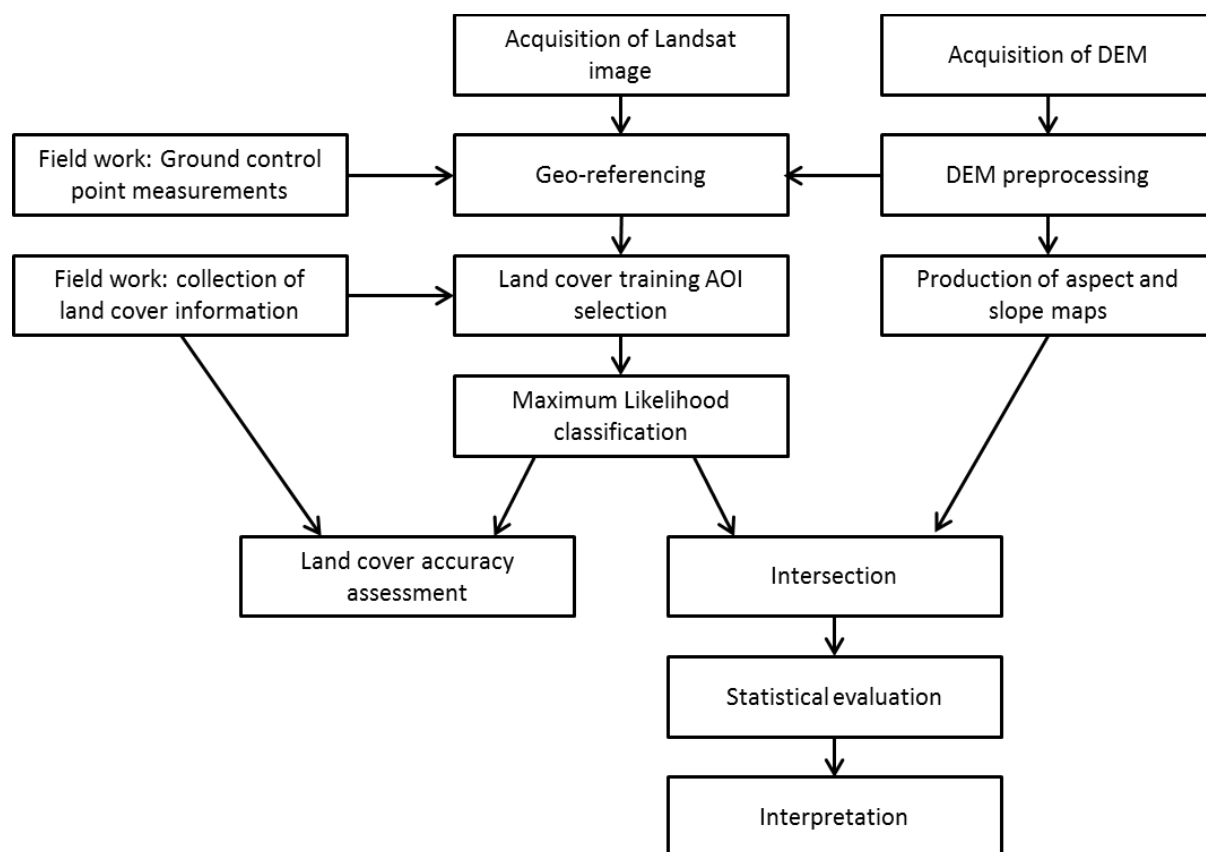 Acquisition of Landsat
image
Acquisition of DEM
Field work: Ground control
point measurements
Geo-referencing
DEM preprocessing
Field work: collection of
land cover information
Land cover training AOI
selection
Production of aspect and
slope maps
Maximum Likelihood
classification
Land cover accuracy
assessment
Intersection
Statistical evaluation
Interpretation